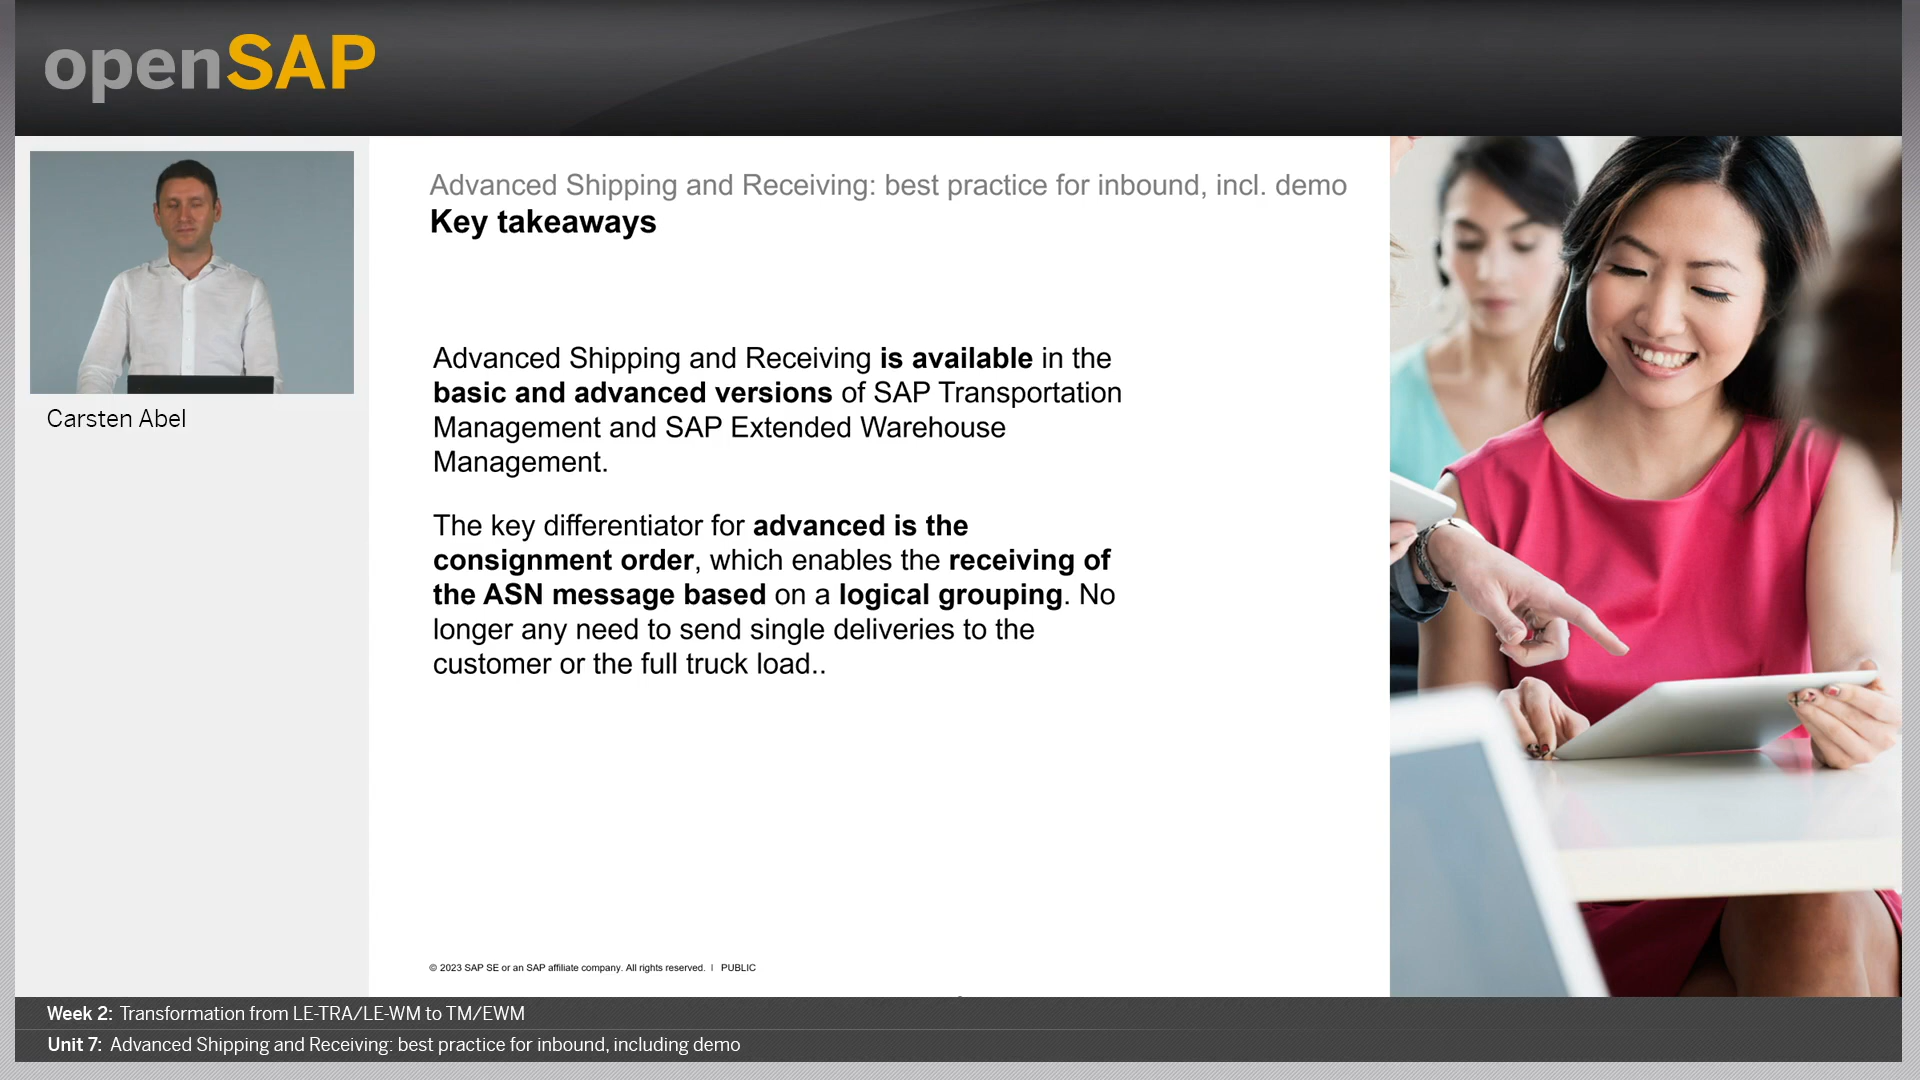 openSAP
Carsten Abel
Advanced Shipping and Receiving: best practice for inbound, incl. demo
Key takeaways
Advanced Shipping and Receiving is available in the
basic and advanced versions of SAP Transportation
Management and SAP Extended Warehouse
Management.
The key differentiator for advanced is the
consignment order, which enables the receiving of
the ASN message based on a logical grouping. No
longer any need to send single deliveries to the
customer or the full truck load..
© 2023 SAP SE or an SAP affiliate company. All rights reserved. | PUBLIC
Week 2: Transformation from LE-TRA/LE-WM to TM/EWM
Unit 7: Advanced Shipping and Receiving: best practice for inbound, including demo